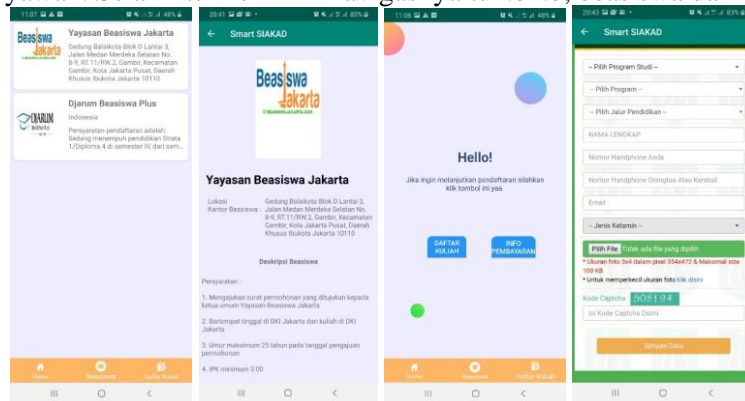 11:07 48%
Beasiswa Jakarta
Yayasan Beasiswa Jakarta
Gedung Balaikota Blok D Lantai 3,
Jalan Medan Merdeka Selatan No.
8-9, RT.11/RW.2, Gambir, Kecamatan
Gambir, Kota Jakarta Pusat, Daerah
Khusus Ibukota Jakarta 10110
DJARUM
Djarum Beasiswa Plus
Indonesia
Persyaratan pendaftaran adalah
Sedang menempuh pendidikan Strata
1/Diploma 4 di semester IV, dari sem...
Home
Beasiswa
Daftar Kuliah
20:41 83%
← Smart SIAKAD
Beasiswa
Jakarta
Yayasan Beasiswa Jakarta
Lokasi
Kantor Beasiswa :
Gedung Balaikota Blok D Lantai 3,
Jalan Medan Merdeka Selatan No.
8-9, RT.11/RW.2, Gambir, Kecamatan
Gambir, Kota Jakarta Pusat, Daerah
Khusus Ibukota Jakarta 10110
Deskripsi Beasiswa
Persyaratan :
1. Mengajukan surat permohonan yang ditujukan kepada
ketua umum Yayasan Beasiswa Jakarta
2. Bertempat tinggal di DKI Jakarta dan kuliah di DKI
Jakarta
3. Umur maksimum 25 tahun pada tanggal pengajuan
permohonan
4. IPK minimum 3,00
11:06 48%
Hello!
Jika ingin melanjutkan pendaftaran silahkan
klik tombol ini yaa
DAFTAR
KULIAH
INFO
PEMBAYARAN
Home
Beasiswa
Daftar Kuliah
20:43 83%
← Smart SIAKAD
-- Pilih Program Studi --
-- Pilih Program --
-- Pilih Jalur Pendidikan --
NAMA LENGKAP
Nomor Handphone Anda
Nomor Handphone Orangtua Atau Kerabat
Email
-- Jenis Kelamin --
Pilih File Tidak ada file yang dipilih
* Ukuran foto 3x4 dalam pixel 354x472 & Maksimal size
100 KB
* Untuk memperkecil ukuran foto klik disini
Kode Captcha : 505194
Isi Kode Captcha Disini
Simpan Data